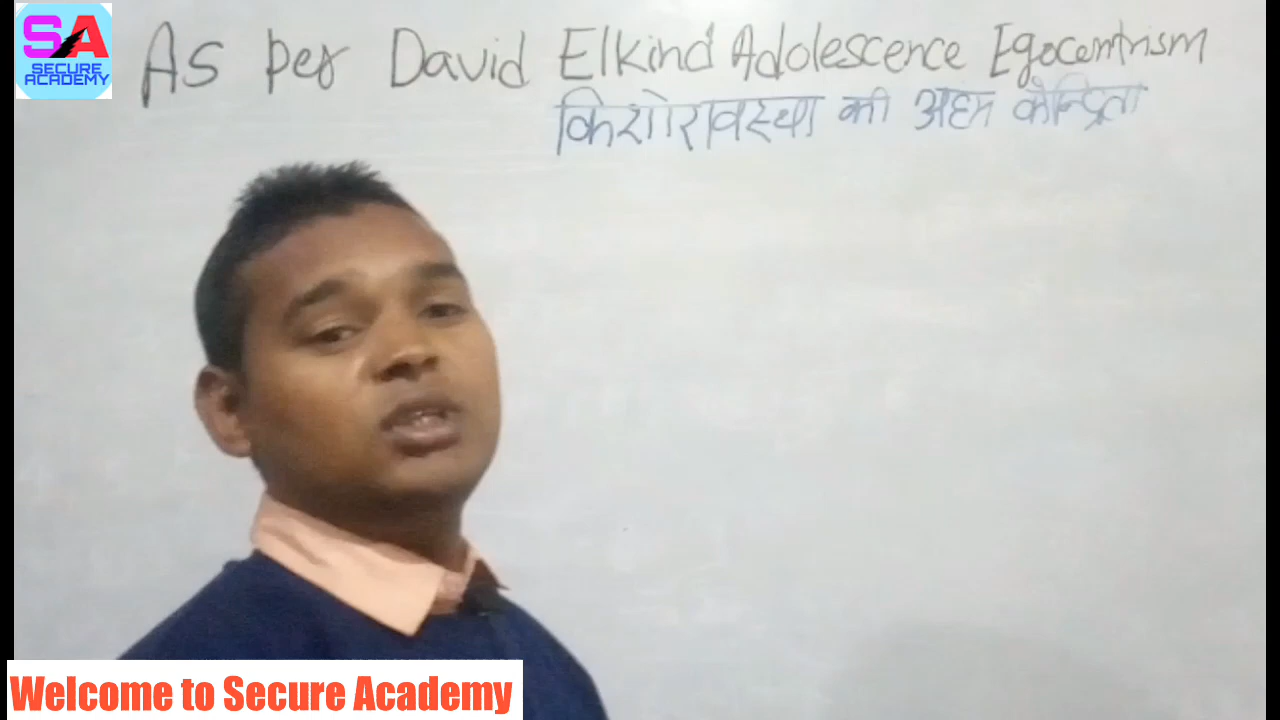 SA
SECURE
ACADEMY
As per David Elkind Adolescence Egocentrism
किशोरावस्था की अहम केन्द्रिता
Welcome to Secure Academy